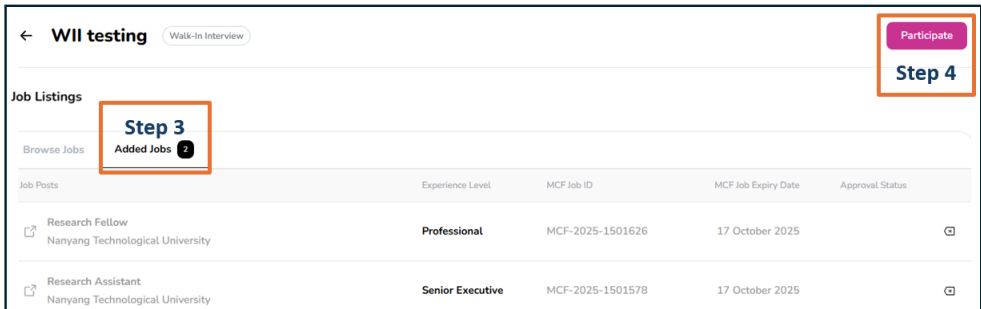 WII testing Walk-In Interview Participate
Step 4
Job Listings
Step 3
Browse Jobs Added Jobs 2
Job Posts Experience Level MCF Job ID MCF Job Expiry Date Approval Status
Research Fellow
Nanyang Technological University
Professional MCF-2025-1501626 17 October 2025
Research Assistant
Nanyang Technological University
Senior Executive MCF-2025-1501578 17 October 2025